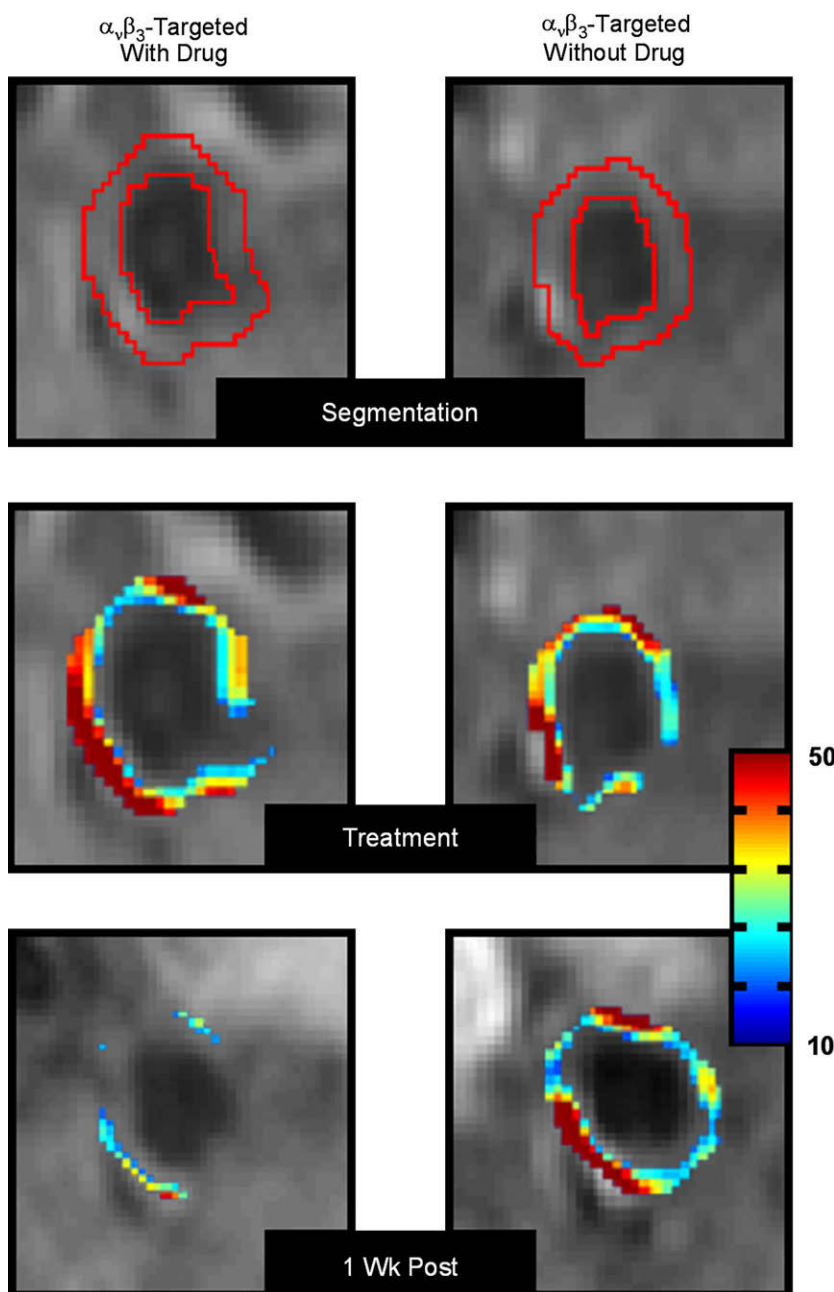 αvβ3-Targeted
With Drug
αvβ3-Targeted
Without Drug
Segmentation
Treatment
50
10
1 Wk Post